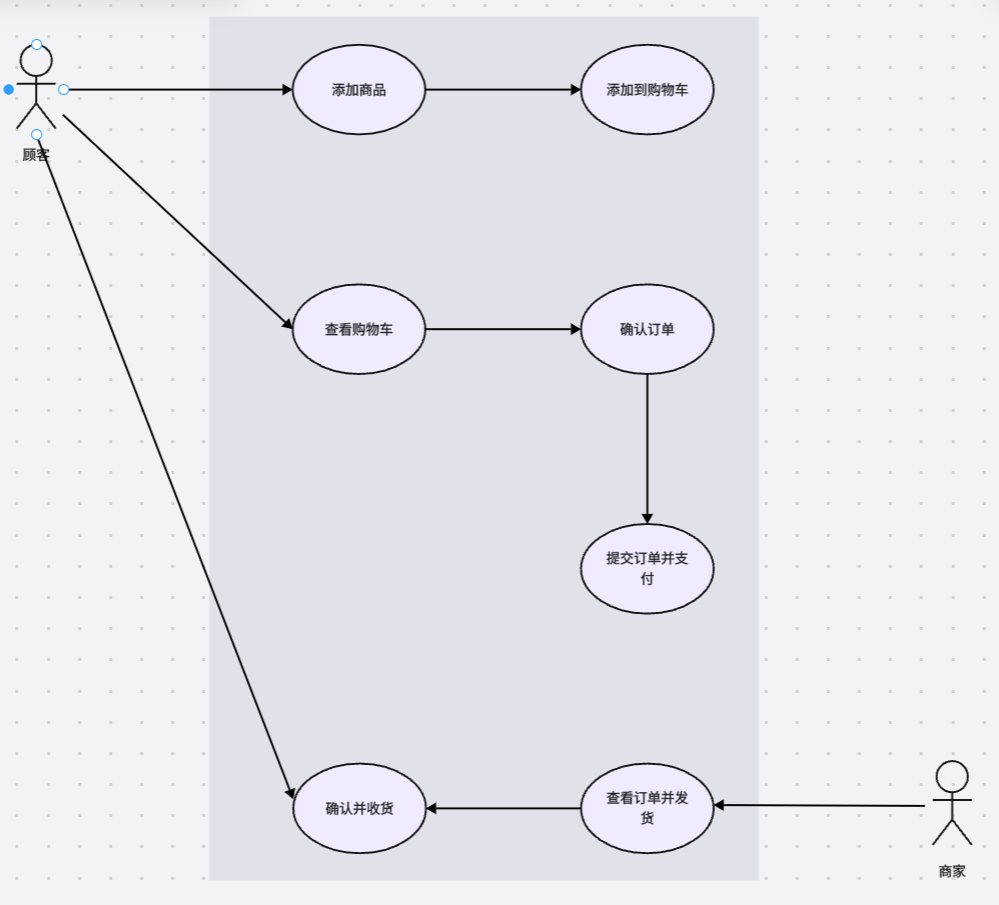 添加商品
添加到购物车
顾客
查看购物车
确认订单
提交订单并支
付
确认并收货
查看订单并发
货
商家